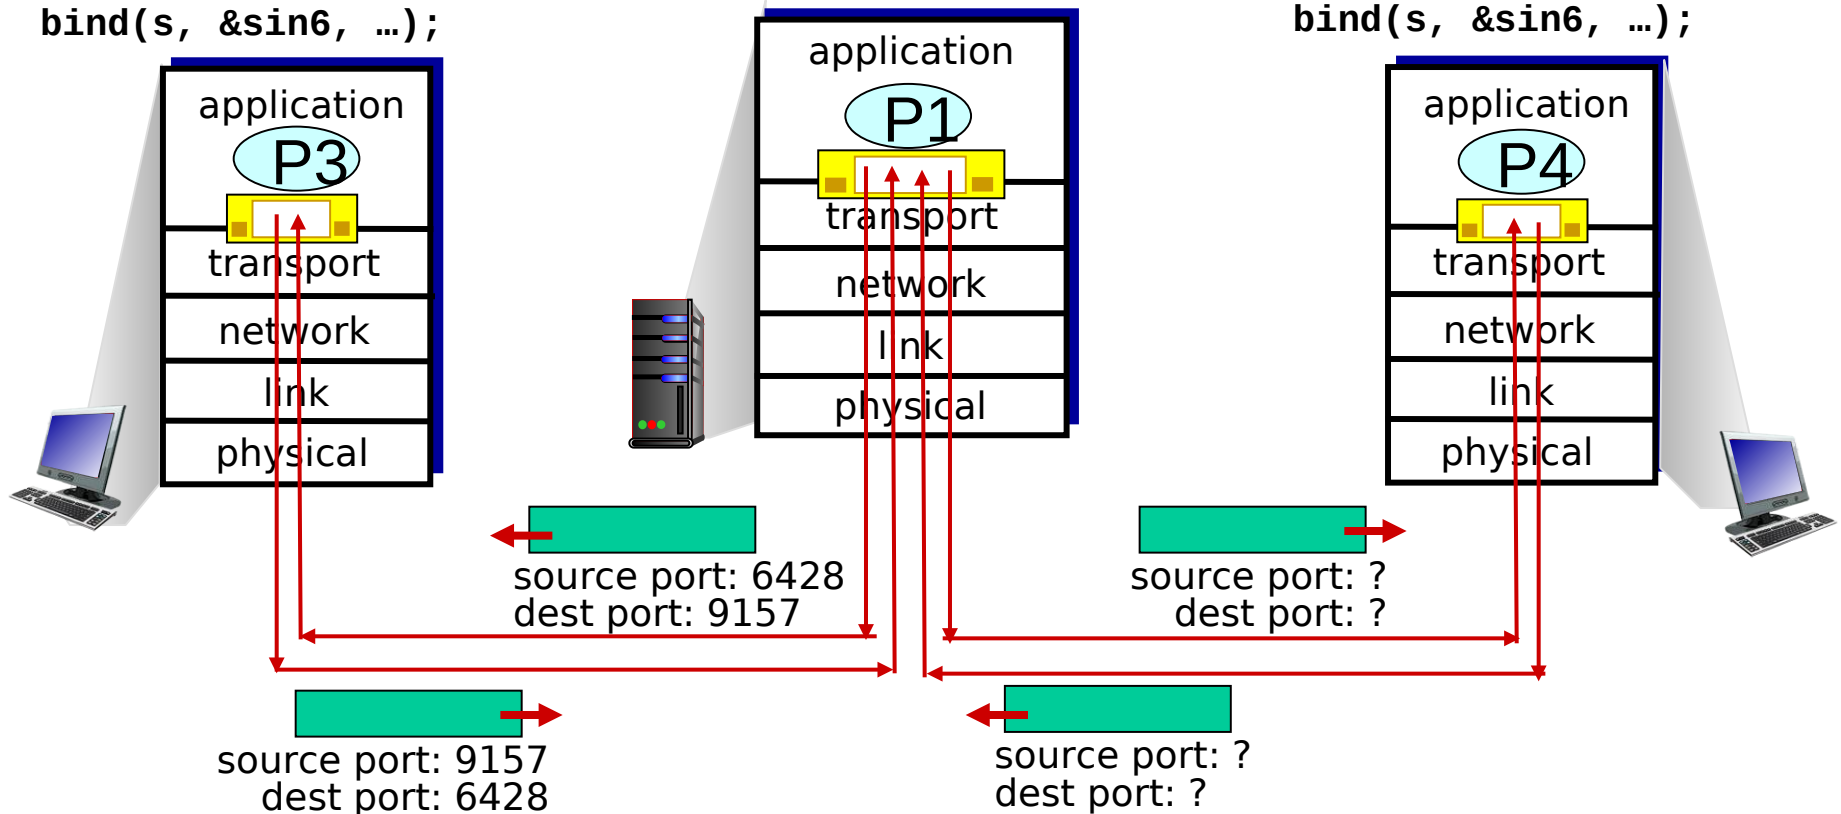 bind(s, &sin6, …);
application
P3
transport
network
link
physical
application
P1
transport
network
link
physical
bind(s, &sin6, …);
application
P4
transport
network
link
physical
source port: 6428
dest port: 9157
source port: ?
dest port: ?
source port: 9157
dest port: 6428
source port: ?
dest port: ?